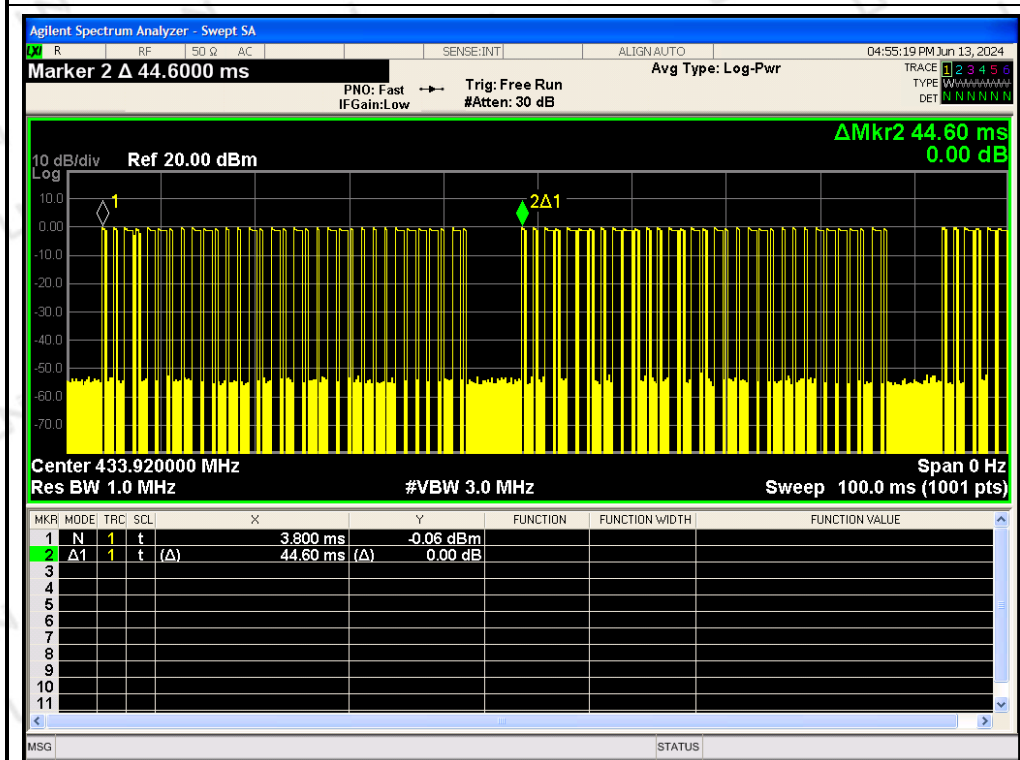 Agilent Spectrum Analyzer - Swept SA
LXI R RF 50 Ω AC SENSE:INT ALIGN AUTO 04:55:19 PM Jun 13, 2024
Marker 2 Δ 44.6000 ms
PNO: Fast
IFGain:Low
Trig: Free Run
#Atten: 30 dB
Avg Type: Log-Pwr
TRACE 1 2 3 4 5 6
TYPE WWWWWW
DET N N N N N N
ΔMkr2 44.60 ms
0.00 dB
10 dB/div Ref 20.00 dBm
Log
10.0
0.00
-10.0
-20.0
-30.0
-40.0
-50.0
-60.0
-70.0
1
2Δ1
Center 433.920000 MHz Span 0 Hz
Res BW 1.0 MHz #VBW 3.0 MHz Sweep 100.0 ms (1001 pts)
MKR MODE TRC SCL X Y FUNCTION FUNCTION WIDTH FUNCTION VALUE
1 N 1 t 3.800 ms -0.06 dBm
2 Δ1 1 t (Δ) 44.60 ms (Δ) 0.00 dB
3
4
5
6
7
8
9
10
11
MSG STATUS